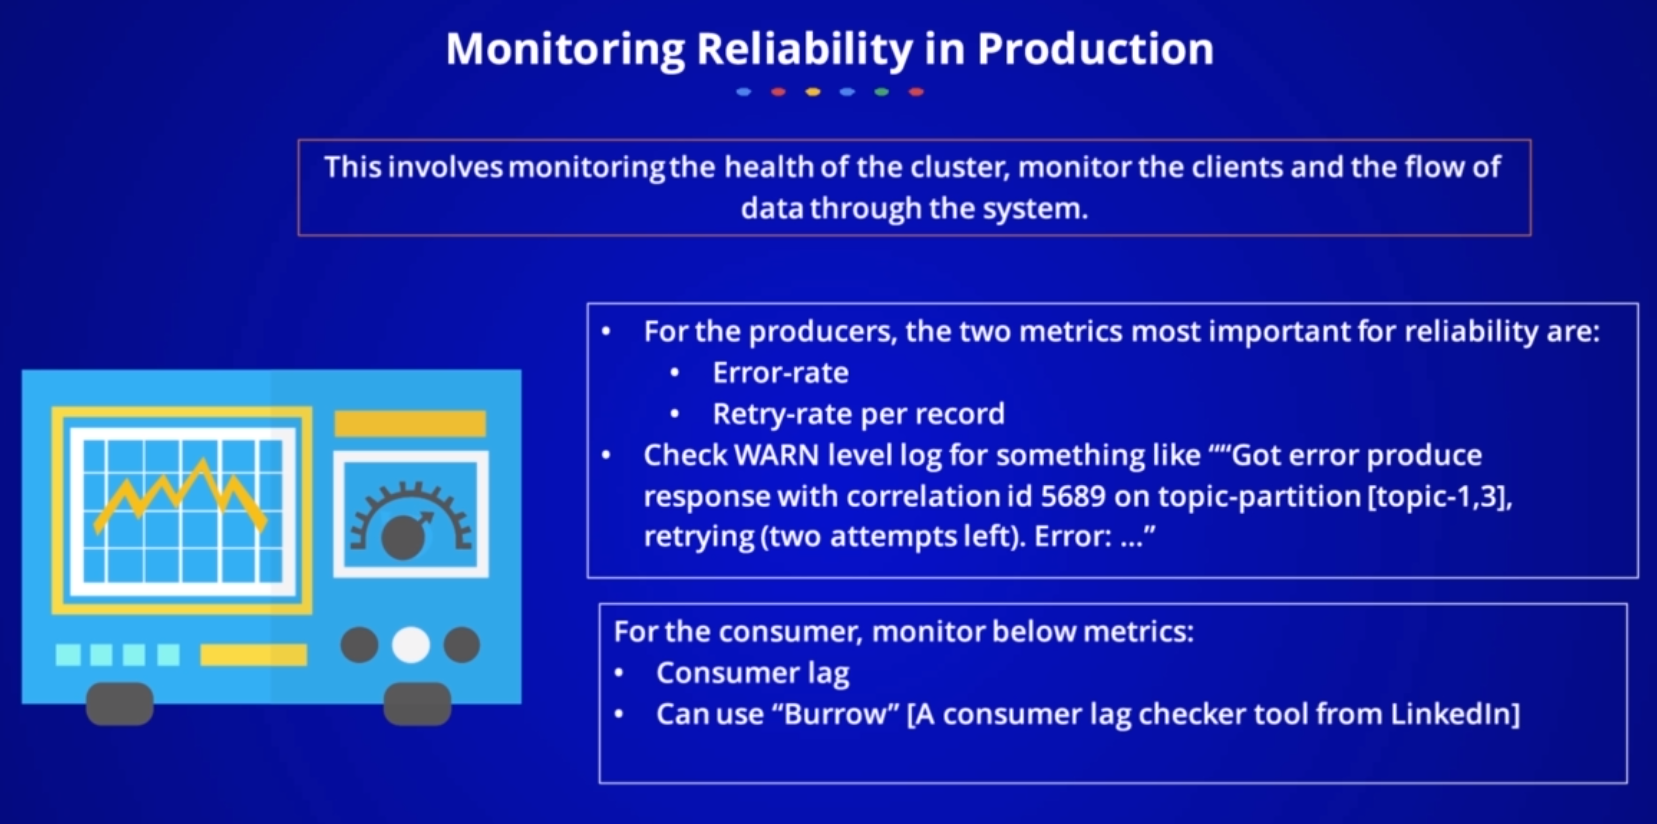 Monitoring Reliability in Production
This involves monitoring the health of the cluster, monitor the clients and the flow of
data through the system.
• For the producers, the two metrics most important for reliability are:
• Error-rate
• Retry-rate per record
• Check WARN level log for something like ““Got error produce
response with correlation id 5689 on topic-partition [topic-1,3],
retrying (two attempts left). Error: ...”
For the consumer, monitor below metrics:
• Consumer lag
• Can use “Burrow” [A consumer lag checker tool from LinkedIn]